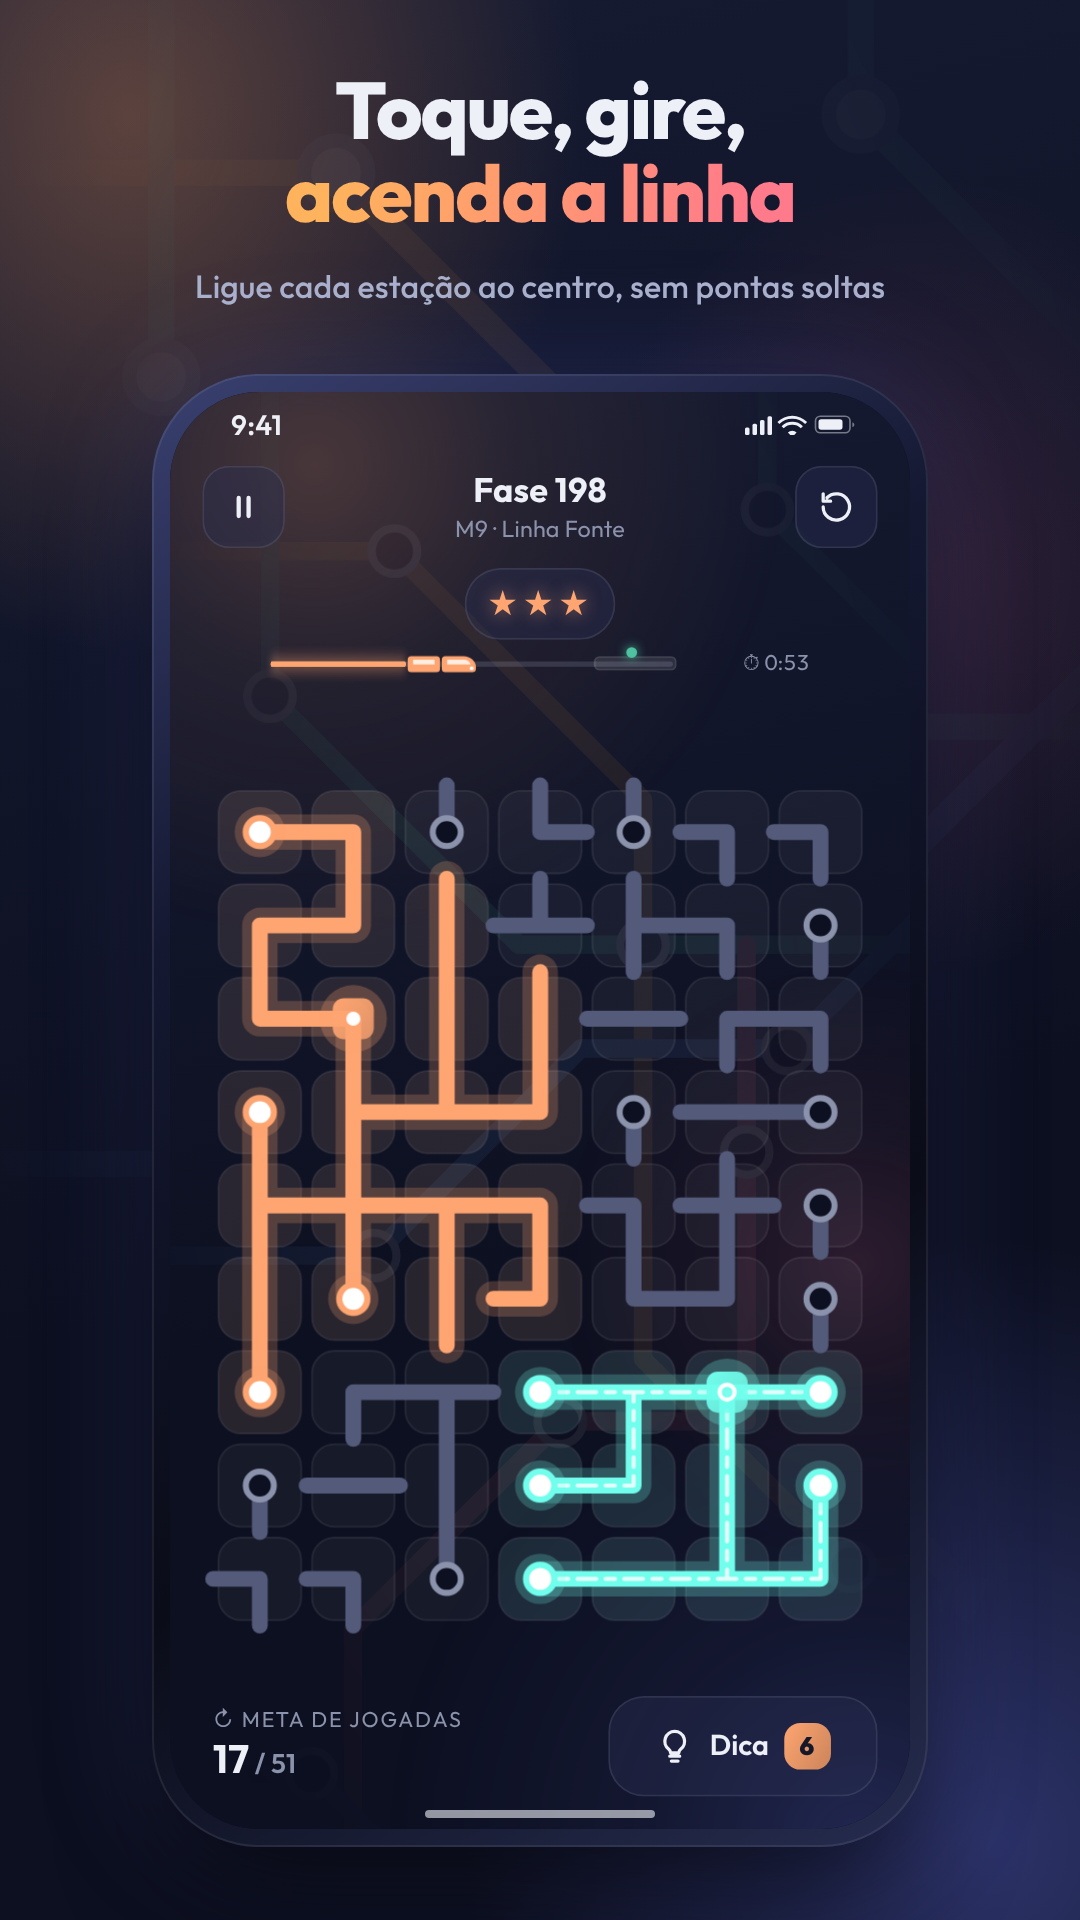 Toque, gire,
acenda a linha
Ligue cada estação ao centro, sem pontas soltas
9:41
Fase 198
M9 · Linha Fonte
★ ★ ★
⏱ 0:53
↻ META DE JOGADAS
17 / 51
Dica 6